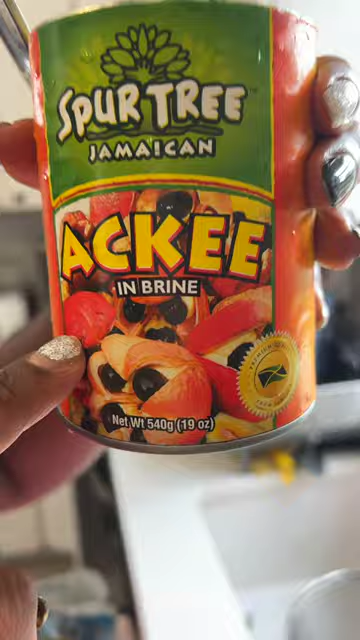 SPUR TREE
JAMAICAN
ACKEE
IN BRINE
Net Wt 540g (19 oz)